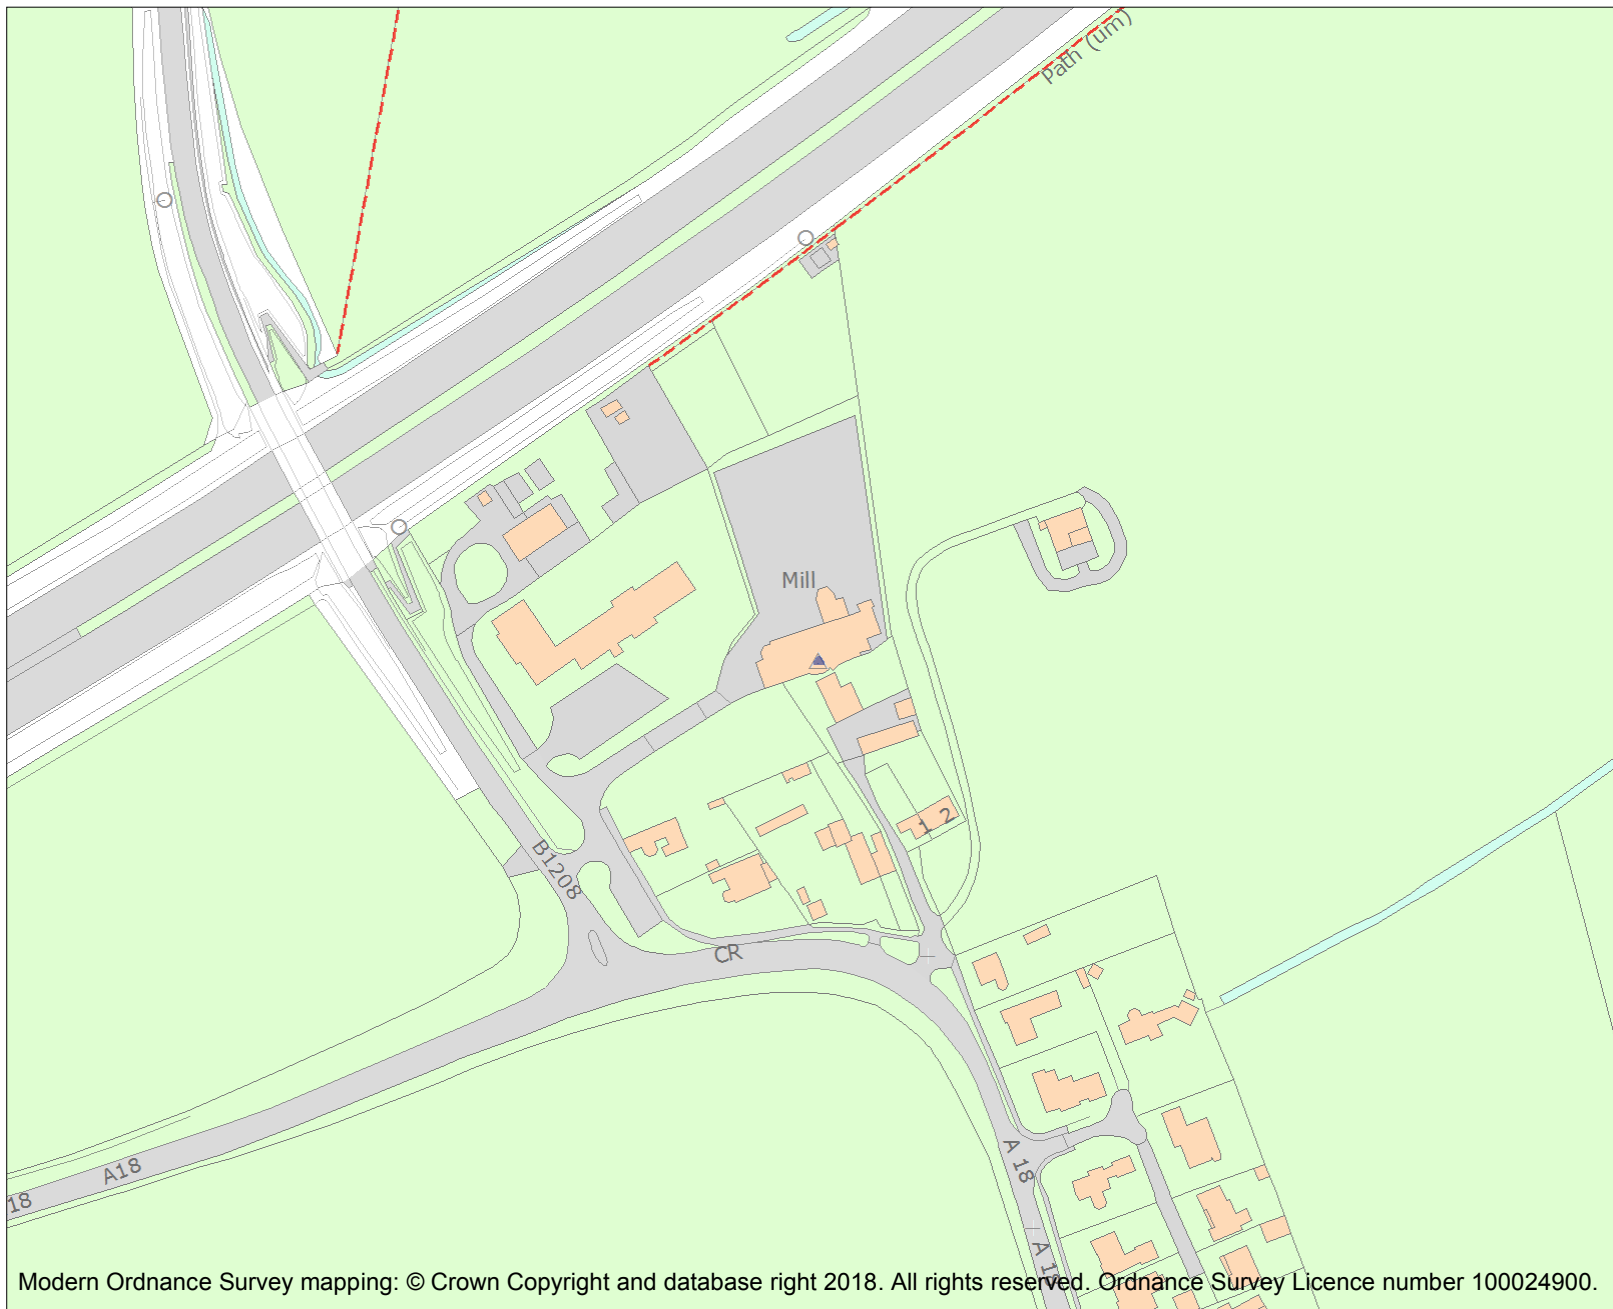 Path (um)
Mill
1
2
B1208
CR
A18
18
A 18
A 18
Modern Ordnance Survey mapping: © Crown Copyright and database right 2018. All rights reserved. Ordnance Survey Licence number 100024900.